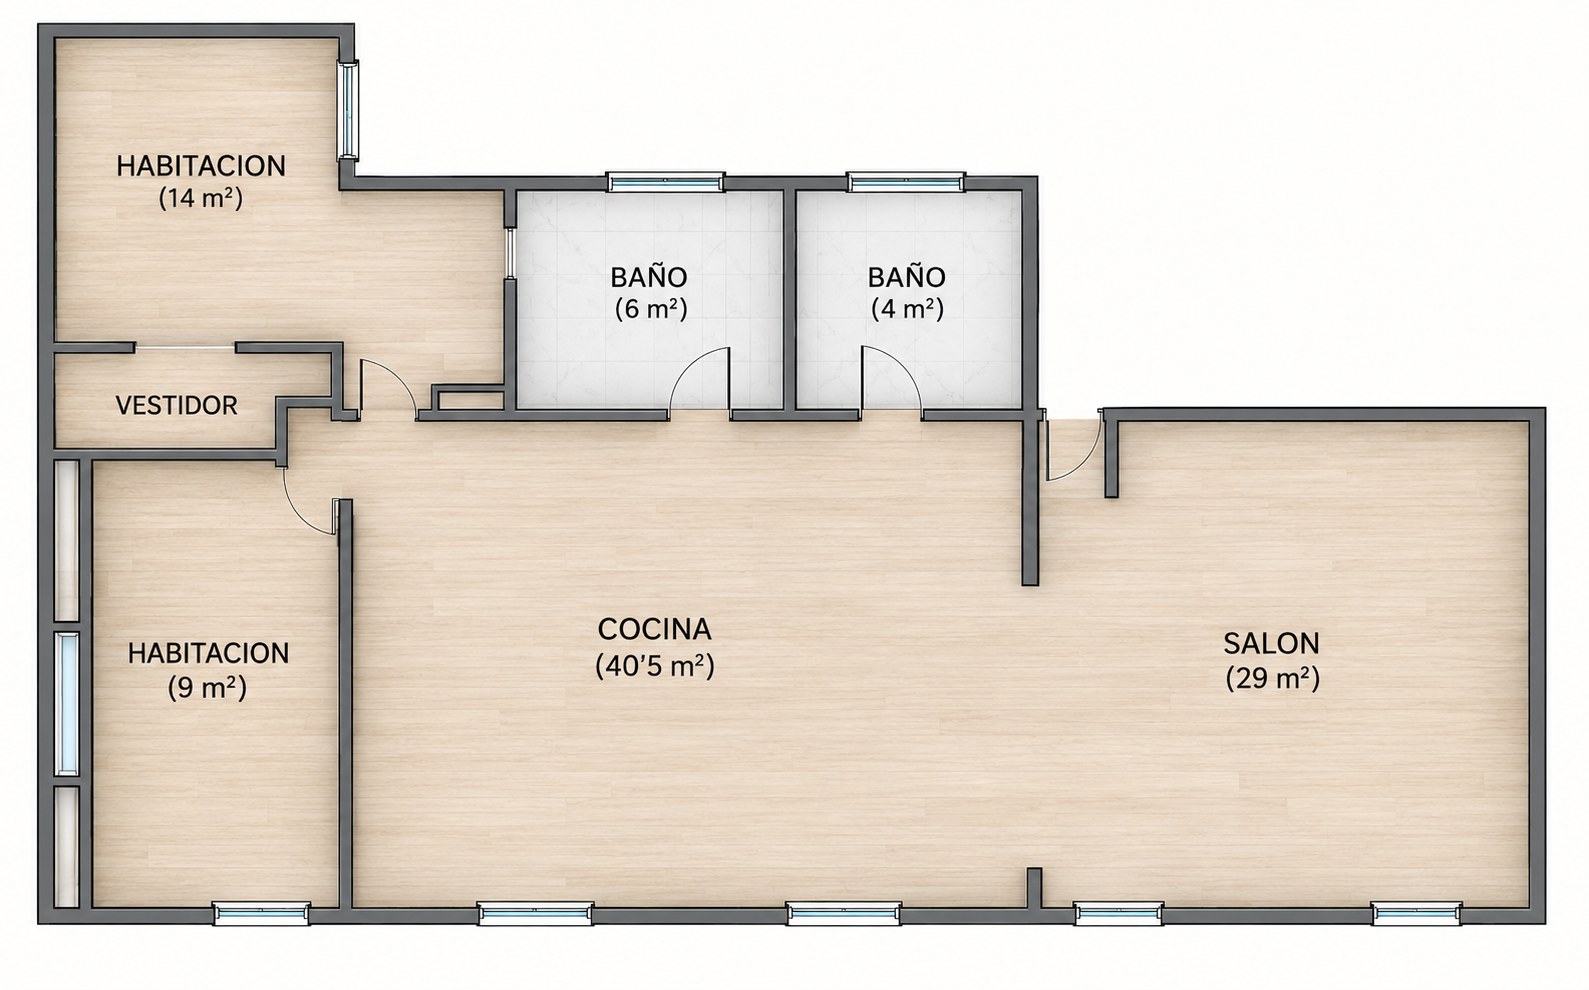 HABITACION
(14 m²)
BAÑO
(6 m²)
BAÑO
(4 m²)
VESTIDOR
HABITACION
(9 m²)
COCINA
(40'5 m²)
SALON
(29 m²)